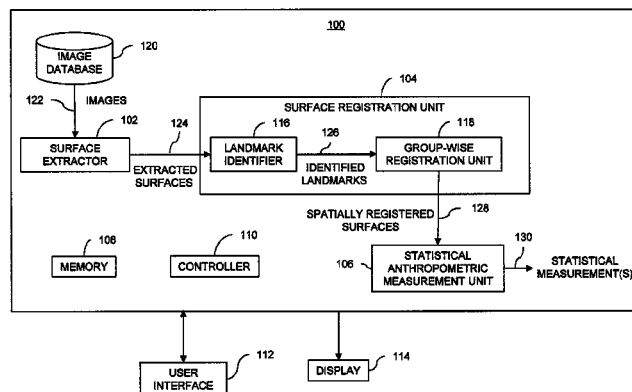 100
IMAGE
DATABASE
120
122
IMAGES
102
124
104
SURFACE REGISTRATION UNIT
116
126
118
SURFACE
EXTRACTOR
LANDMARK
IDENTIFIER
GROUP-WISE
REGISTRATION UNIT
EXTRACTED
SURFACES
IDENTIFIED
LANDMARKS
SPATIALLY REGISTERED
SURFACES
128
108
110
MEMORY
CONTROLLER
106
STATISTICAL
ANTHROPOMETRIC
MEASUREMENT UNIT
130
STATISTICAL
MEASUREMENT(S)
USER
INTERFACE
112
DISPLAY
114